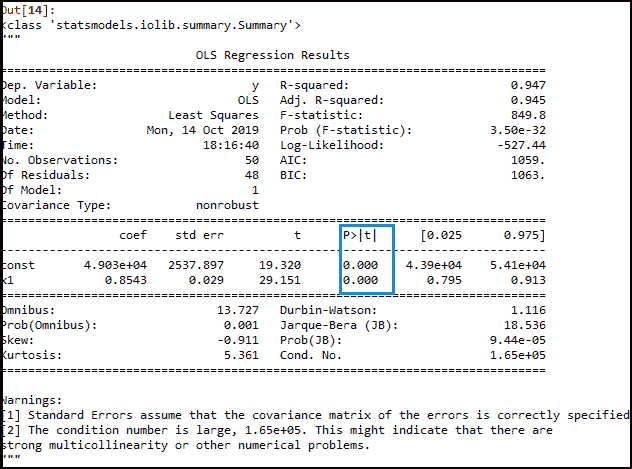 Out[14]:
<class 'statsmodels.iolib.summary.Summary'>
"""
OLS Regression Results
==============================================================================
Dep. Variable: y R-squared: 0.947
Model: OLS Adj. R-squared: 0.945
Method: Least Squares F-statistic: 849.8
Date: Mon, 14 Oct 2019 Prob (F-statistic): 3.50e-32
Time: 18:16:40 Log-Likelihood: -527.44
No. Observations: 50 AIC: 1059.
Df Residuals: 48 BIC: 1063.
Df Model: 1
Covariance Type: nonrobust
==============================================================================
coef std err t P>|t| [0.025 0.975]
------------------------------------------------------------------------------
const 4.903e+04 2537.897 19.320 0.000 4.39e+04 5.41e+04
x1 0.8543 0.029 29.151 0.000 0.795 0.913
==============================================================================
Omnibus: 13.727 Durbin-Watson: 1.116
Prob(Omnibus): 0.001 Jarque-Bera (JB): 18.536
Skew: -0.911 Prob(JB): 9.44e-05
Kurtosis: 5.361 Cond. No. 1.65e+05
==============================================================================
Warnings:
[1] Standard Errors assume that the covariance matrix of the errors is correctly specified
[2] The condition number is large, 1.65e+05. This might indicate that there are
strong multicollinearity or other numerical problems.
"""